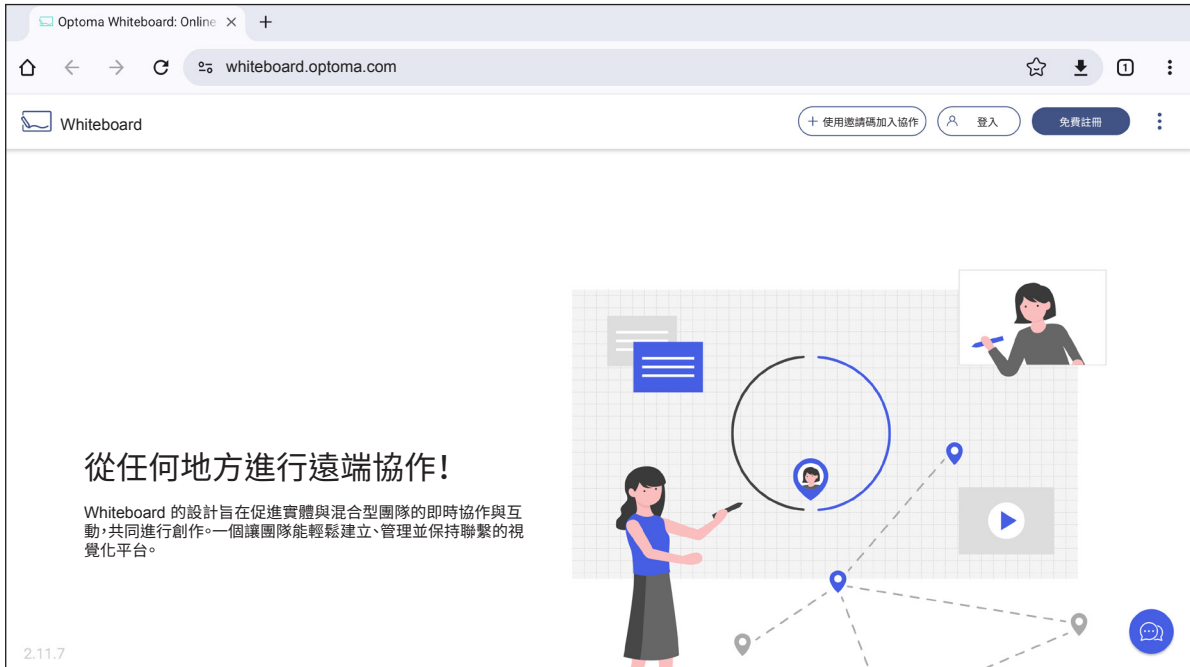 Optoma Whiteboard: Online
whiteboard.optoma.com
1
Whiteboard
使用邀請碼加入協作
登入
免費註冊
從任何地方進行遠端協作！
Whiteboard 的設計旨在促進實體與混合型團隊的即時協作與互
動，共同進行創作。一個讓團隊能輕鬆建立、管理並保持聯繫的視
覺化平台。
2.11.7